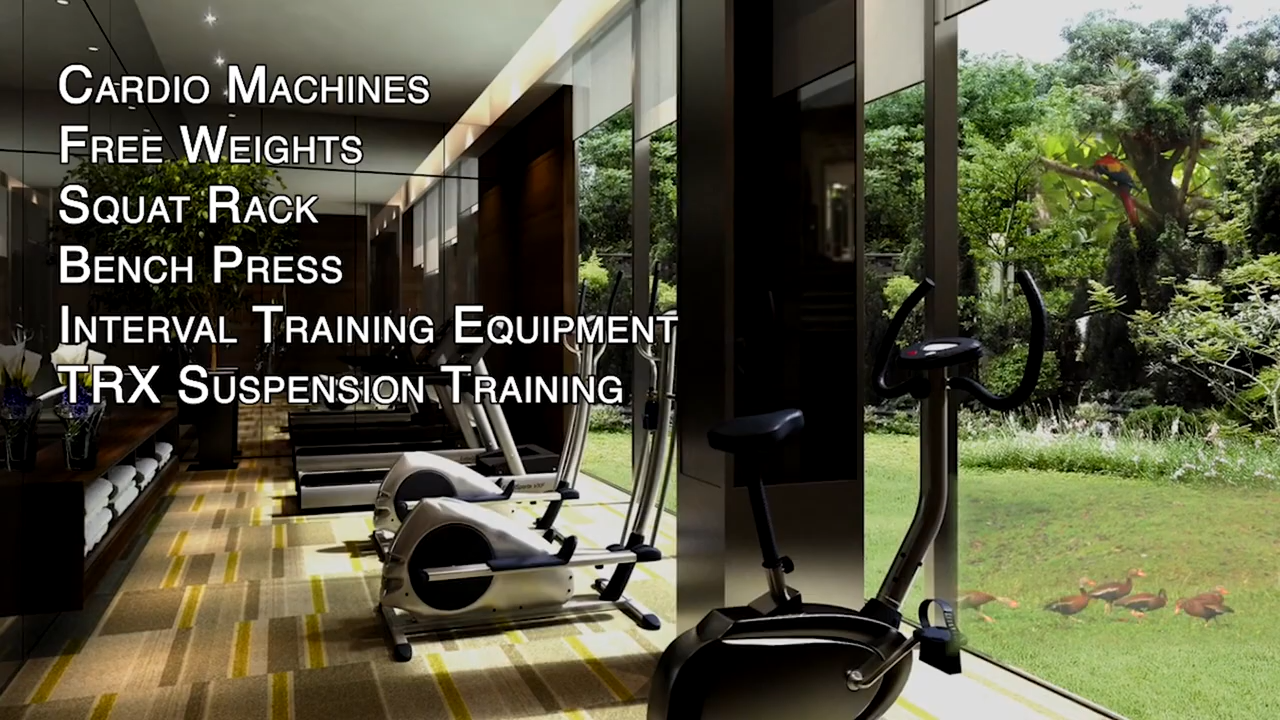 Cardio Machines
Free Weights
Squat Rack
Bench Press
Interval Training Equipment
TRX Suspension Training